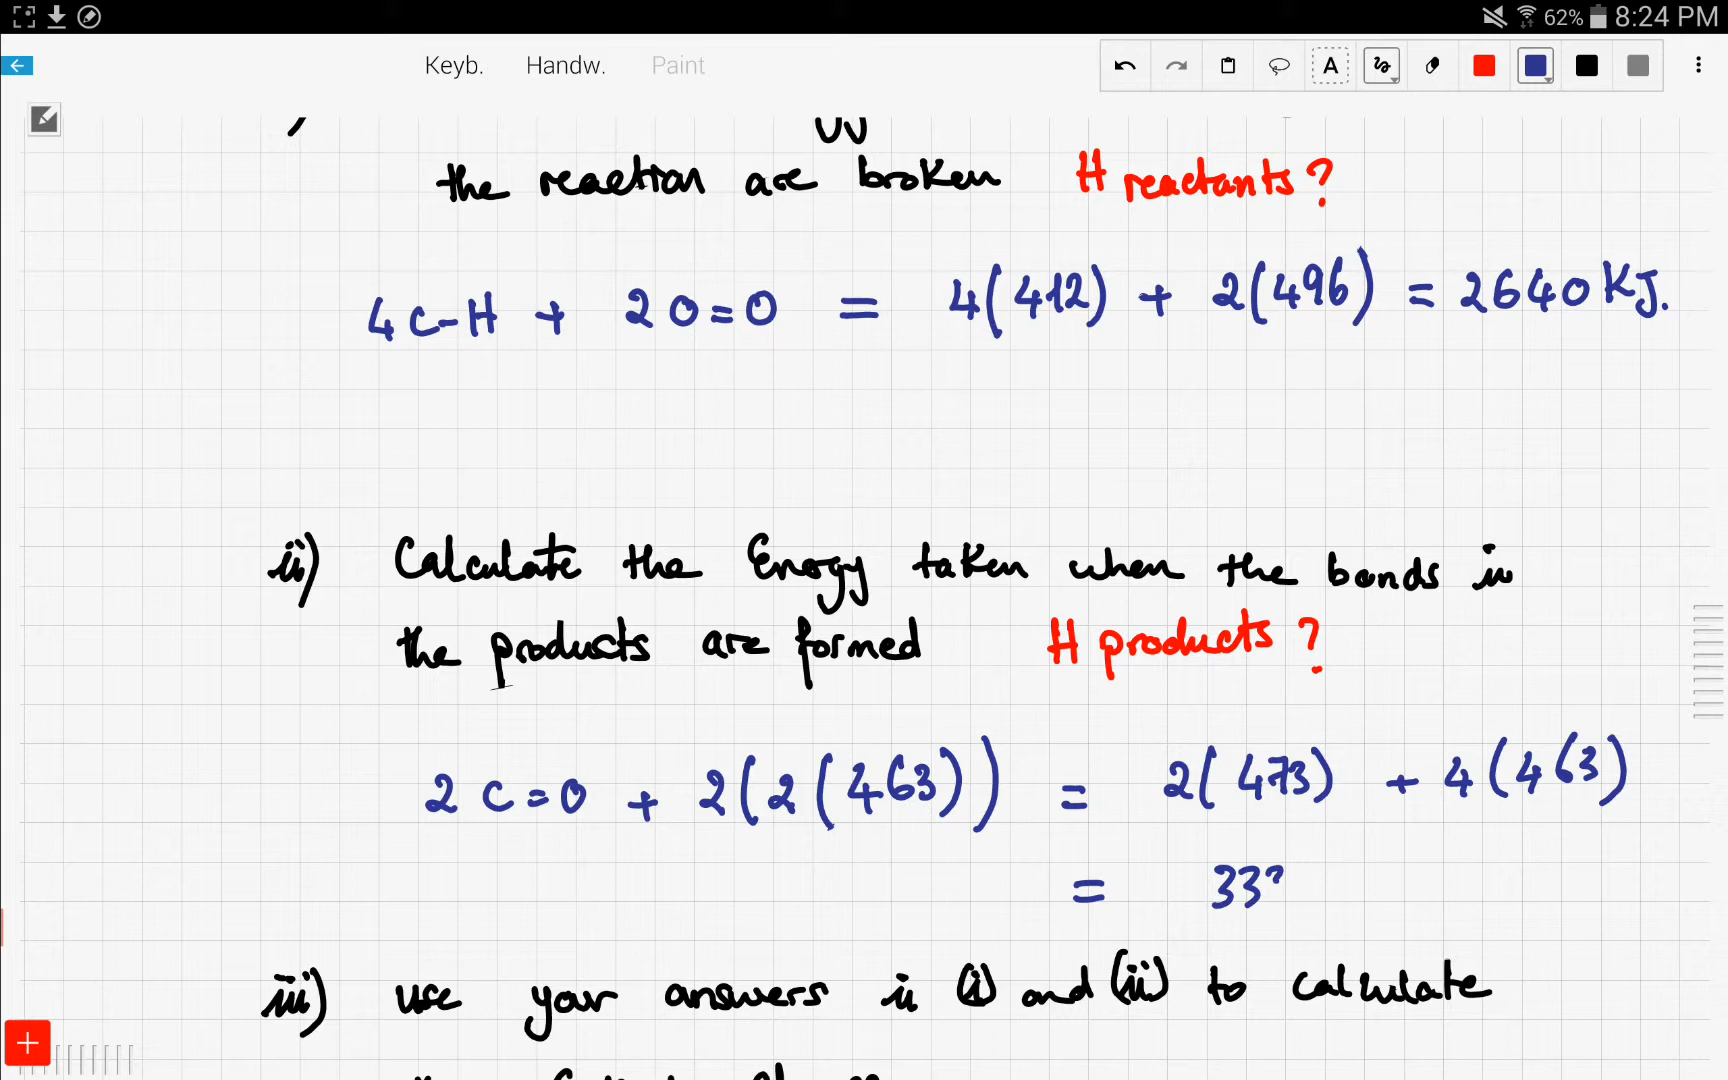 62% 8:24 PM
Keyb. Handw. Paint A
the reaction are broken H reactants?
4 C-H + 2 O=O = 4(412) + 2(496) = 2640 KJ.
ii) Calculate the Energy taken when the bonds in
the products are formed H products?
2 C=O + 2(2(463)) = 2(473) + 4(463)
= 33
iii) use your answers in (i) and (ii) to calculate